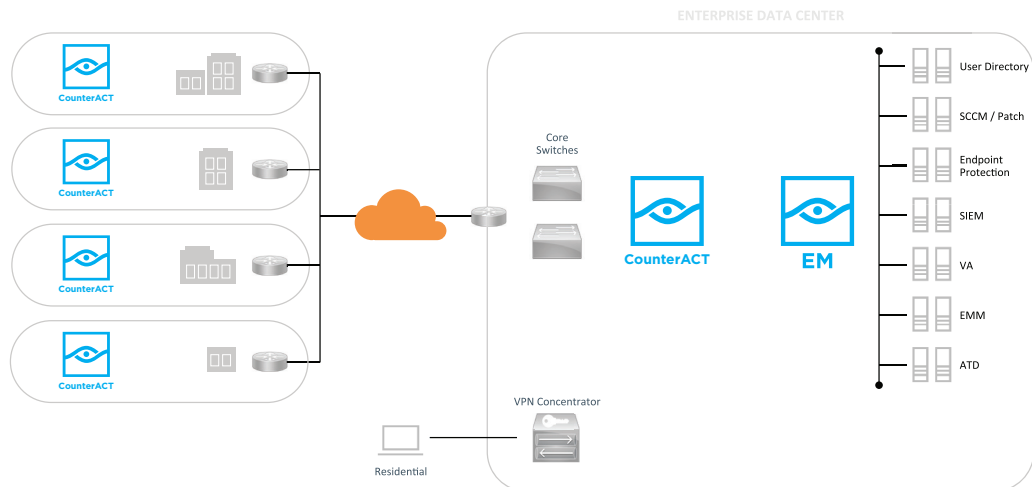 ENTERPRISE DATA CENTER
CounterACT
CounterACT
CounterACT
CounterACT
Core
Switches
CounterACT
EM
User Directory
SCCM / Patch
Endpoint
Protection
SIEM
VA
EMM
ATD
VPN Concentrator
Residential